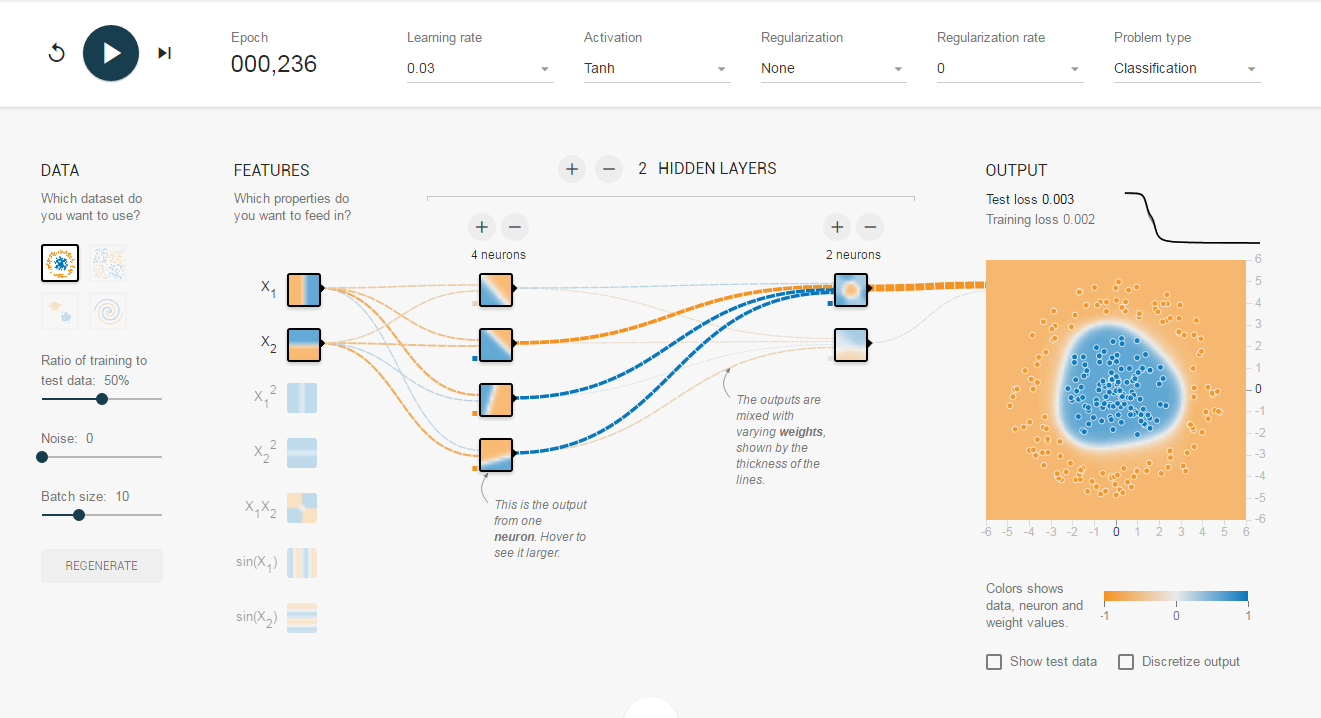 Epoch
000,236
Learning rate
0.03
Activation
Tanh
Regularization
None
Regularization rate
0
Problem type
Classification
DATA
Which dataset do
you want to use?
Ratio of training to
test data: 50%
Noise: 0
Batch size: 10
REGENERATE
FEATURES
Which properties do
you want to feed in?
X1
X2
X1²
X2²
X1X2
sin(X1)
sin(X2)
+ − 2 HIDDEN LAYERS
+ −
4 neurons
+ −
2 neurons
This is the output
from one
neuron. Hover to
see it larger.
The outputs are
mixed with
varying weights,
shown by the
thickness of the
lines.
OUTPUT
Test loss 0.003
Training loss 0.002
6
5
4
3
2
1
0
-1
-2
-3
-4
-5
-6
-6 -5 -4 -3 -2 -1 0 1 2 3 4 5 6
Colors shows
data, neuron and
weight values.
-1 0 1
Show test data
Discretize output